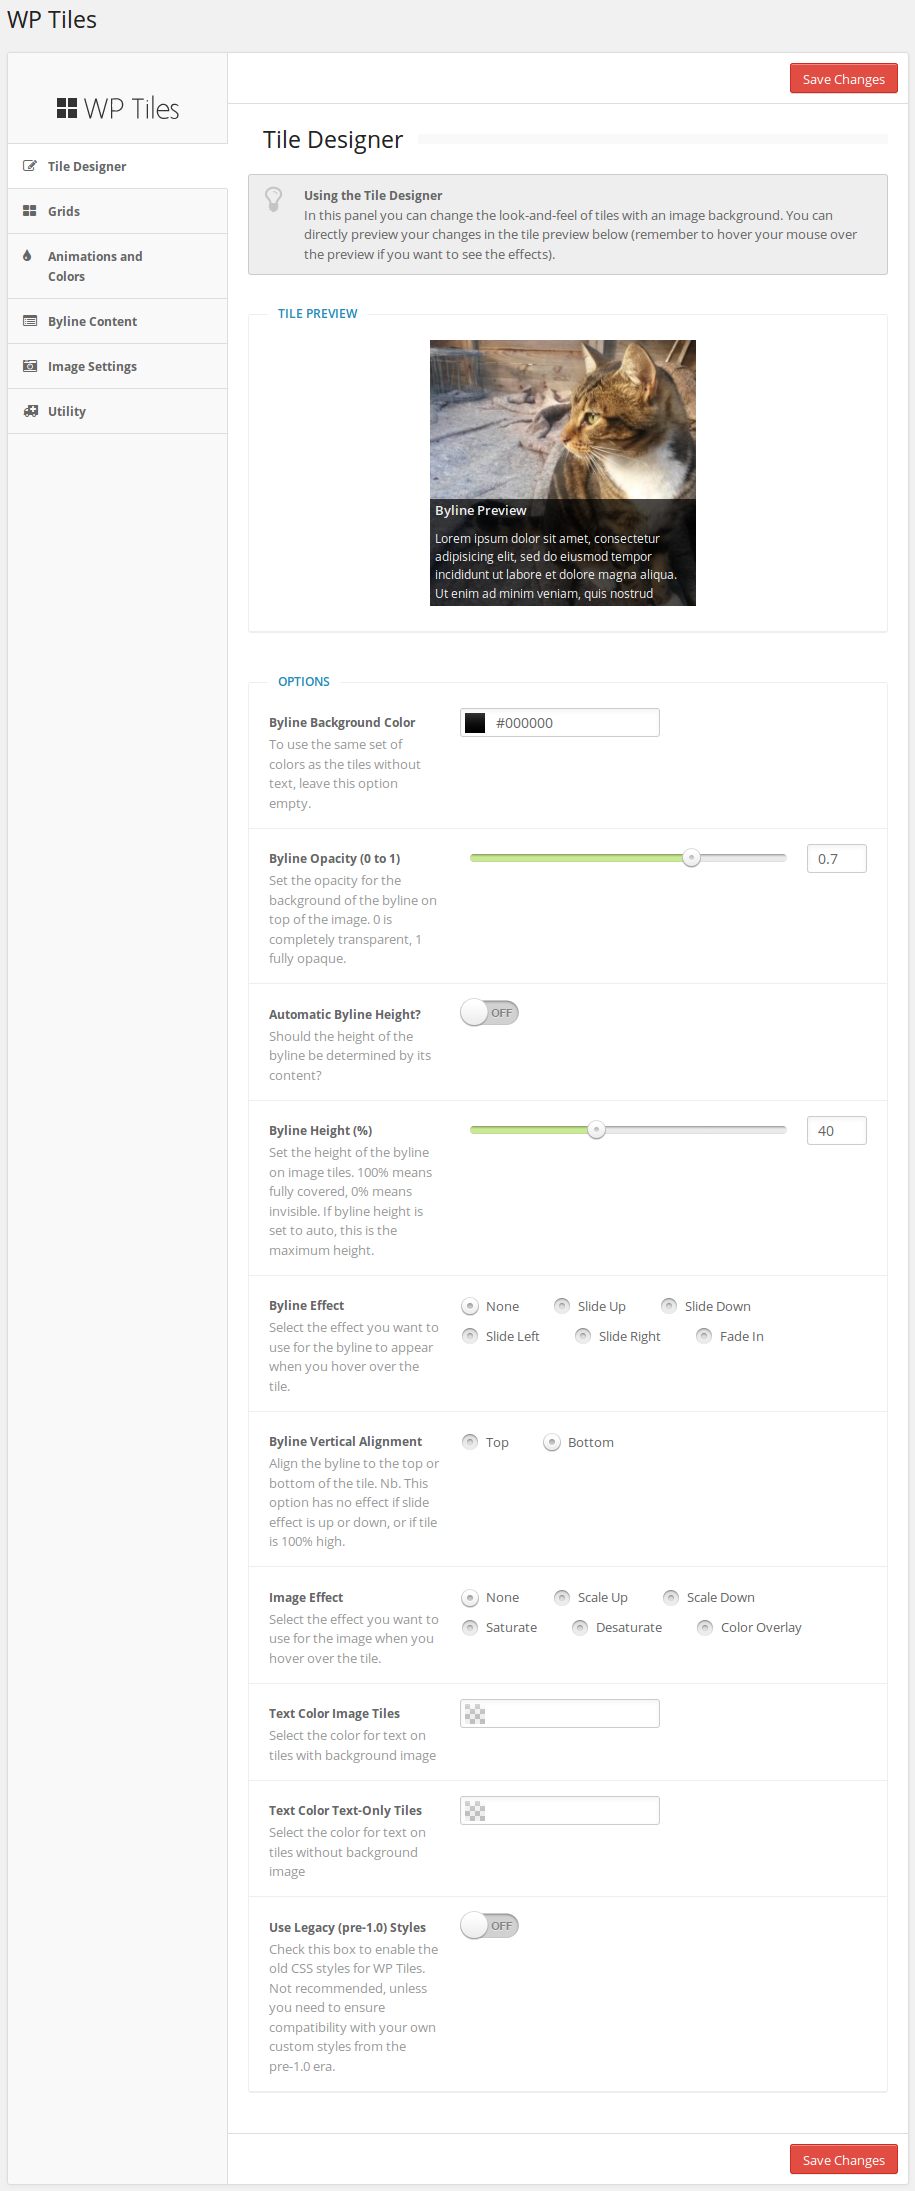 WP Tiles
Save Changes
WP Tiles
Tile Designer
Grids
Animations and
Colors
Byline Content
Image Settings
Utility
Tile Designer
Using the Tile Designer
In this panel you can change the look-and-feel of tiles with an image background. You can
directly preview your changes in the tile preview below (remember to hover your mouse over
the preview if you want to see the effects).
TILE PREVIEW
Byline Preview
Lorem ipsum dolor sit amet, consectetur
adipisicing elit, sed do eiusmod tempor
incididunt ut labore et dolore magna aliqua.
Ut enim ad minim veniam, quis nostrud
OPTIONS
Byline Background Color
#000000
To use the same set of
colors as the tiles without
text, leave this option
empty.
Byline Opacity (0 to 1)
0.7
Set the opacity for the
background of the byline on
top of the image. 0 is
completely transparent, 1
fully opaque.
Automatic Byline Height?
OFF
Should the height of the
byline be determined by its
content?
Byline Height (%)
40
Set the height of the byline
on image tiles. 100% means
fully covered, 0% means
invisible. If byline height is
set to auto, this is the
maximum height.
Byline Effect
None Slide Up Slide Down
Slide Left Slide Right Fade In
Select the effect you want to
use for the byline to appear
when you hover over the
tile.
Byline Vertical Alignment
Top Bottom
Align the byline to the top or
bottom of the tile. Nb. This
option has no effect if slide
effect is up or down, or if tile
is 100% high.
Image Effect
None Scale Up Scale Down
Saturate Desaturate Color Overlay
Select the effect you want to
use for the image when you
hover over the tile.
Text Color Image Tiles
Select the color for text on
tiles with background image
Text Color Text-Only Tiles
Select the color for text on
tiles without background
image
Use Legacy (pre-1.0) Styles
OFF
Check this box to enable the
old CSS styles for WP Tiles.
Not recommended, unless
you need to ensure
compatibility with your own
custom styles from the
pre-1.0 era.
Save Changes